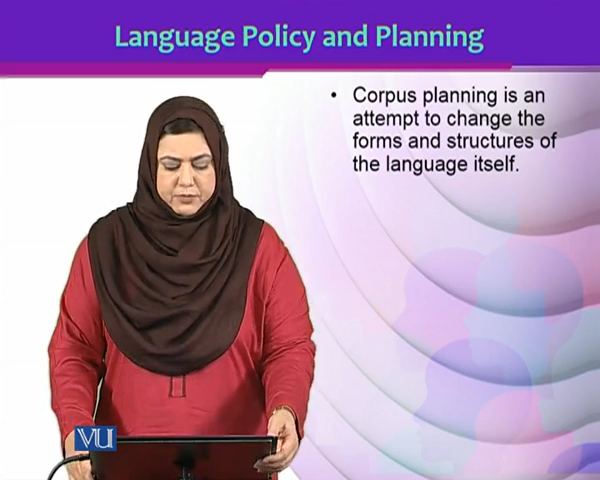 Language Policy and Planning
• Corpus planning is an
attempt to change the
forms and structures of
the language itself.
VU